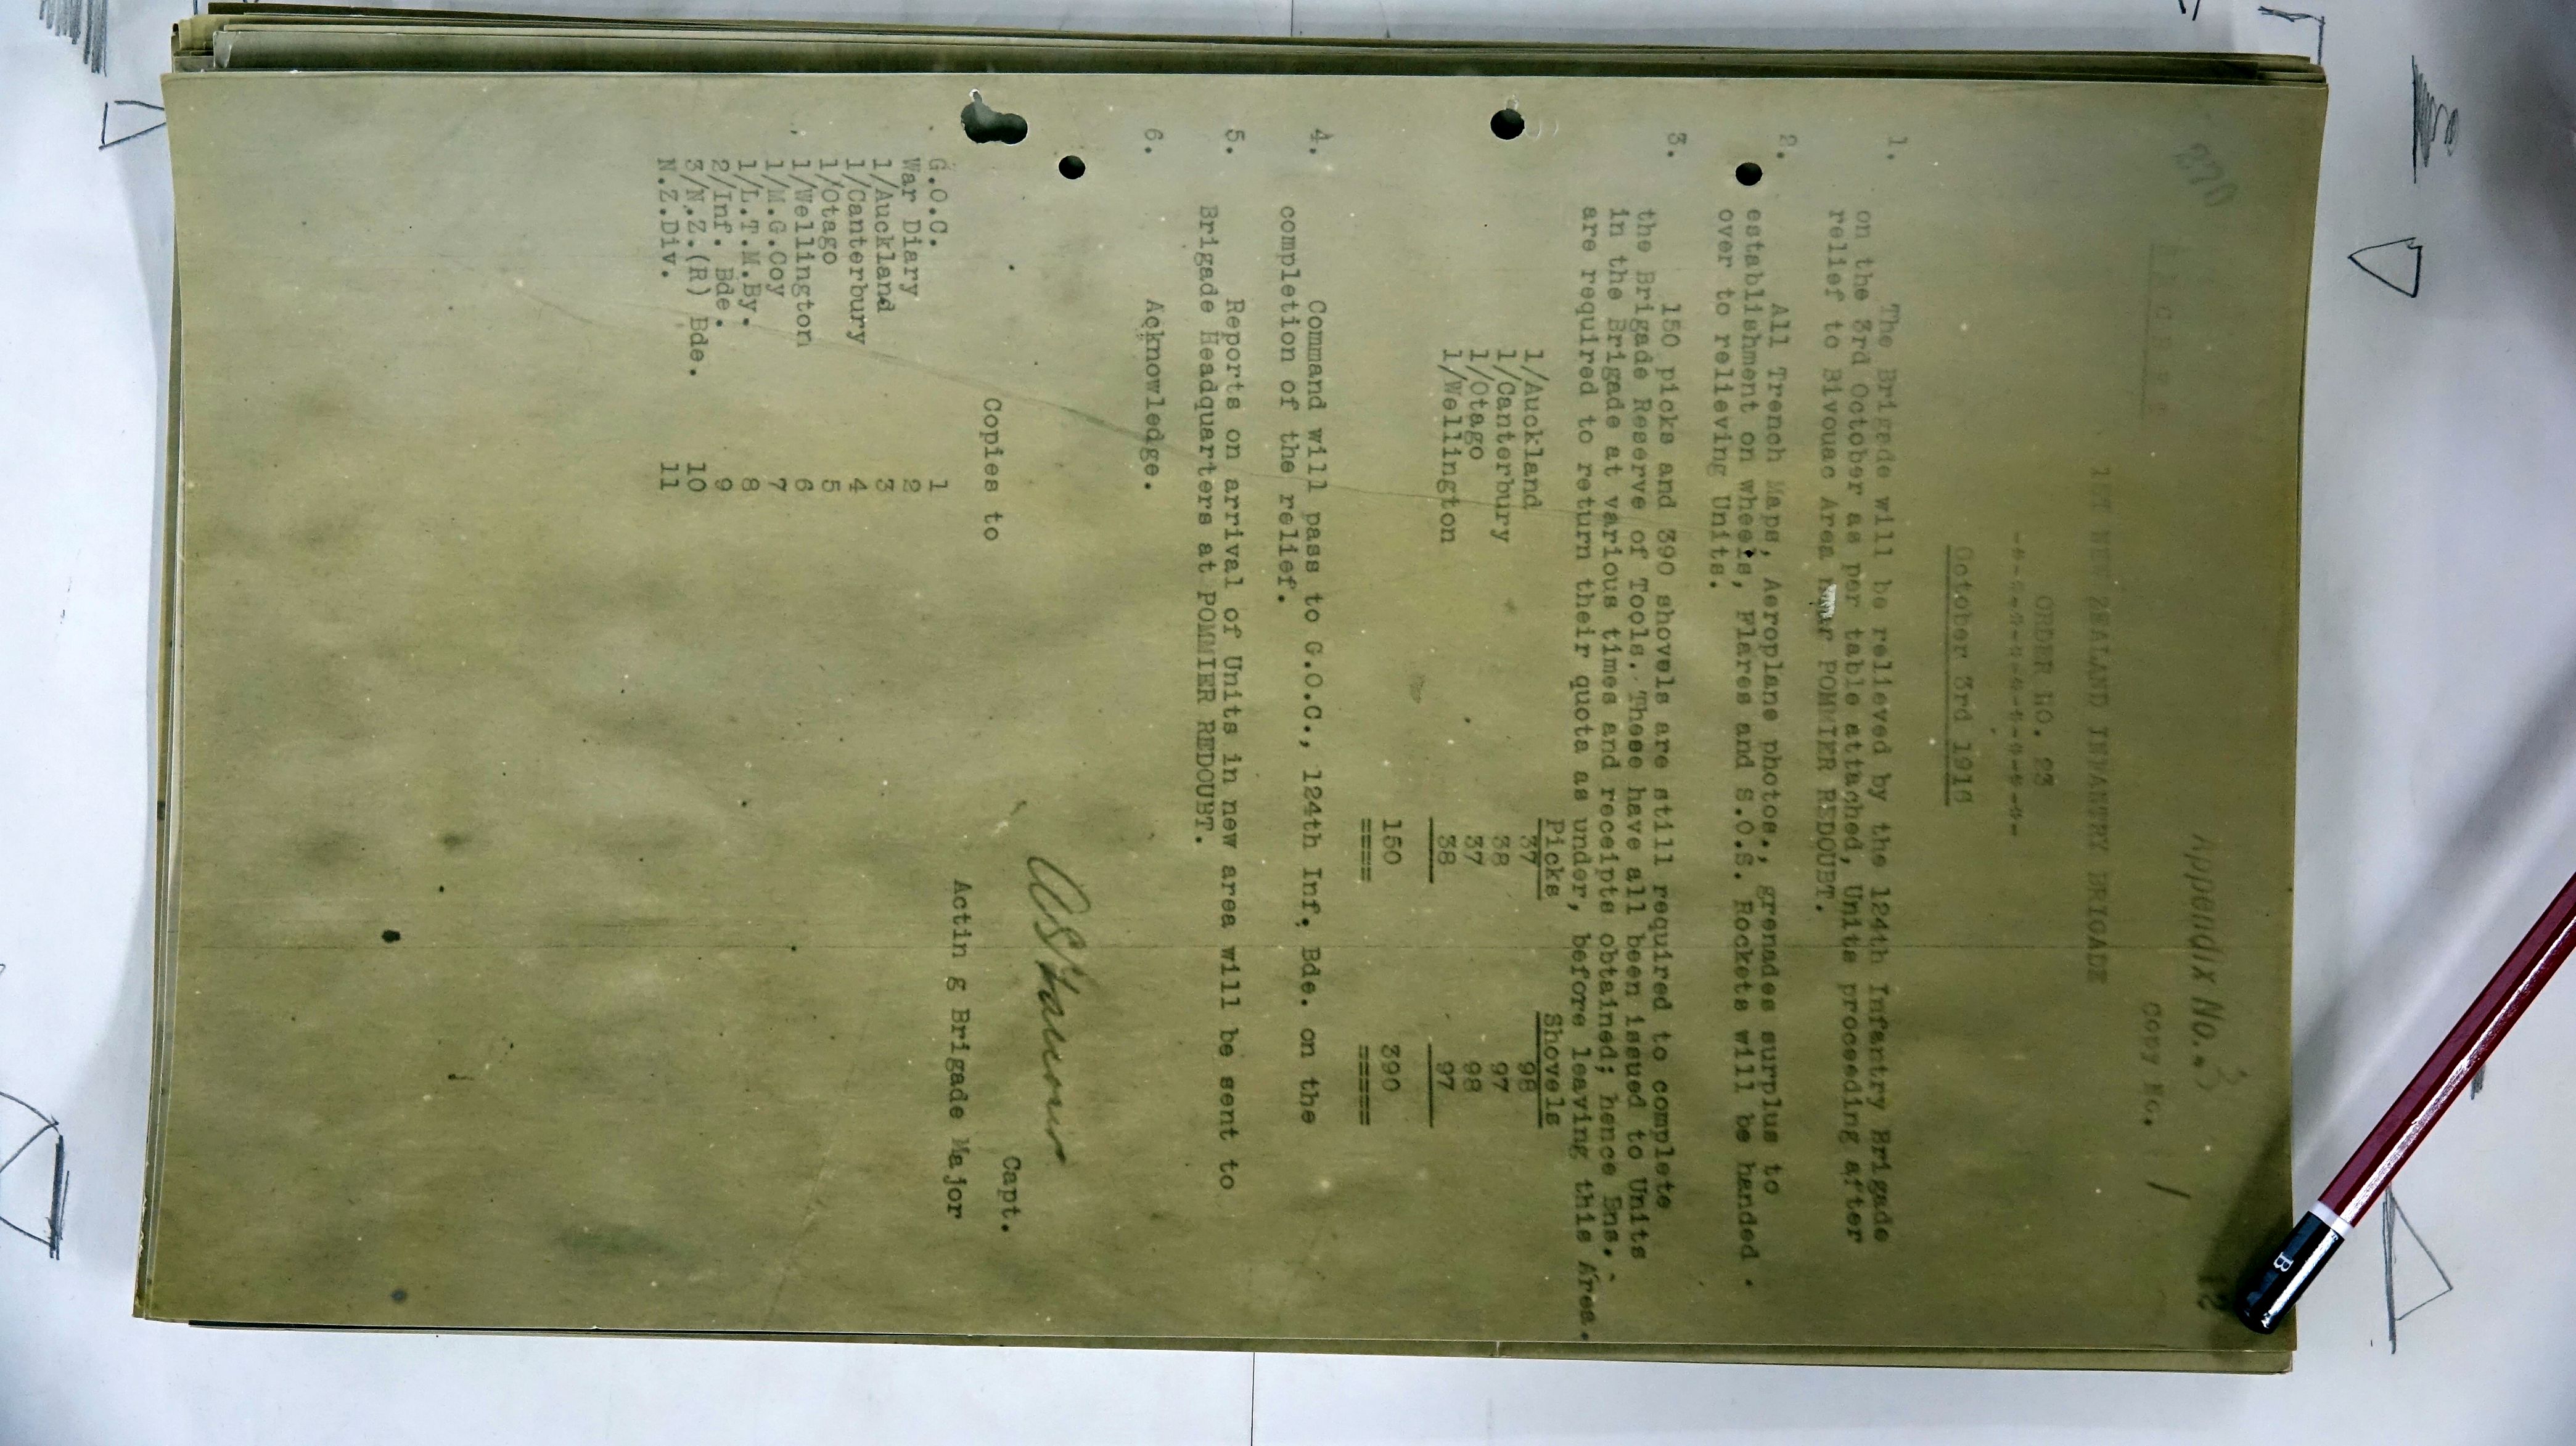 270
Appendix No. 3
12
SECRET
Copy No. 1
1ST NEW ZEALAND INFANTRY BRIGADE
ORDER NO. 23
-#-#-#-#-#-#-#-#-#-#-
October 3rd 1916
1. The Brigade will be relieved by the 124th Infantry Brigade
on the 3rd October as per table attached, Units proceeding after
relief to Bivouac Area near POMMIER REDOUBT.
2. All Trench Maps, Aeroplane photos., grenades surplus to
establishment on wheels, Flares and S.O.S. Rockets will be handed
over to relieving Units.
3. 150 picks and 390 shovels are still required to complete
the Brigade Reserve of Tools. These have all been issued to Units
in the Brigade at various times and receipts obtained; hence Bns.
are required to return their quota as under, before leaving this Area.
Picks Shovels
1/Auckland 37 98
1/Canterbury 38 97
1/Otago 37 98
1/Wellington 38 97
150 390
==== =====
4. Command will pass to G.O.C., 124th Inf. Bde. on the
completion of the relief.
5. Reports on arrival of Units in new area will be sent to
Brigade Headquarters at POMMIER REDOUBT.
6. Acknowledge.
Capt.
Actin g Brigade Major
Copies to
G.O.C. 1
War Diary 2
1/Auckland 3
1/Canterbury 4
1/Otago 5
1/Wellington 6
1/M.G.Coy 7
1/L.T.M.By. 8
2/Inf. Bde. 9
3/N.Z.(R) Bde. 10
N.Z.Div. 11
B